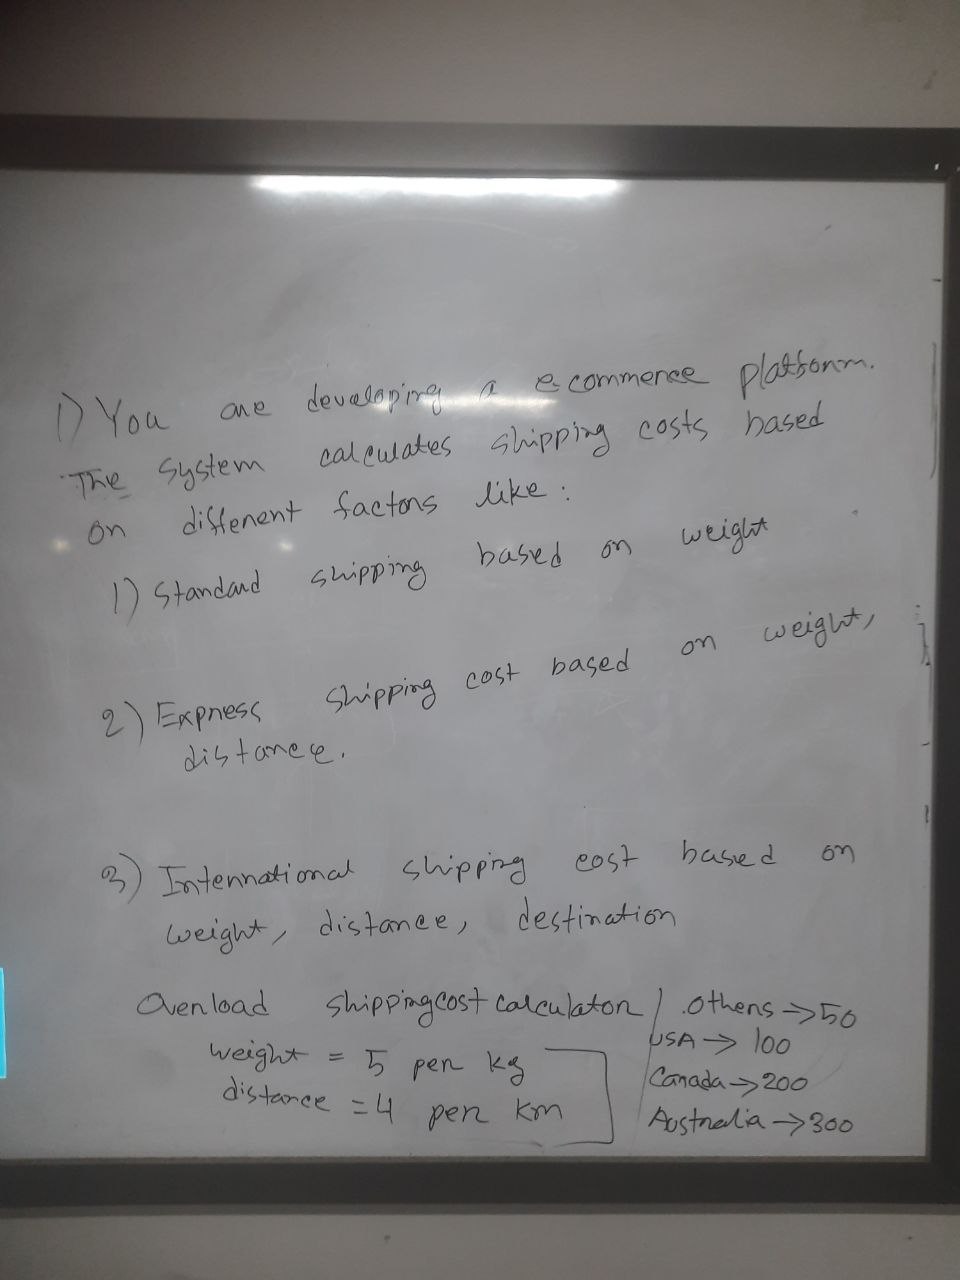 1) You are developing a e-commerce platform.
The system calculates shipping costs based
on different factors like:
1) Standard shipping based on weight
2) Express shipping cost based on weight,
distance.
3) International shipping cost based on
weight, distance, destination
Overload shippingcostcalculator
weight = 5 per kg
distance = 4 per km
Others → 50
USA → 100
Canada → 200
Australia → 300